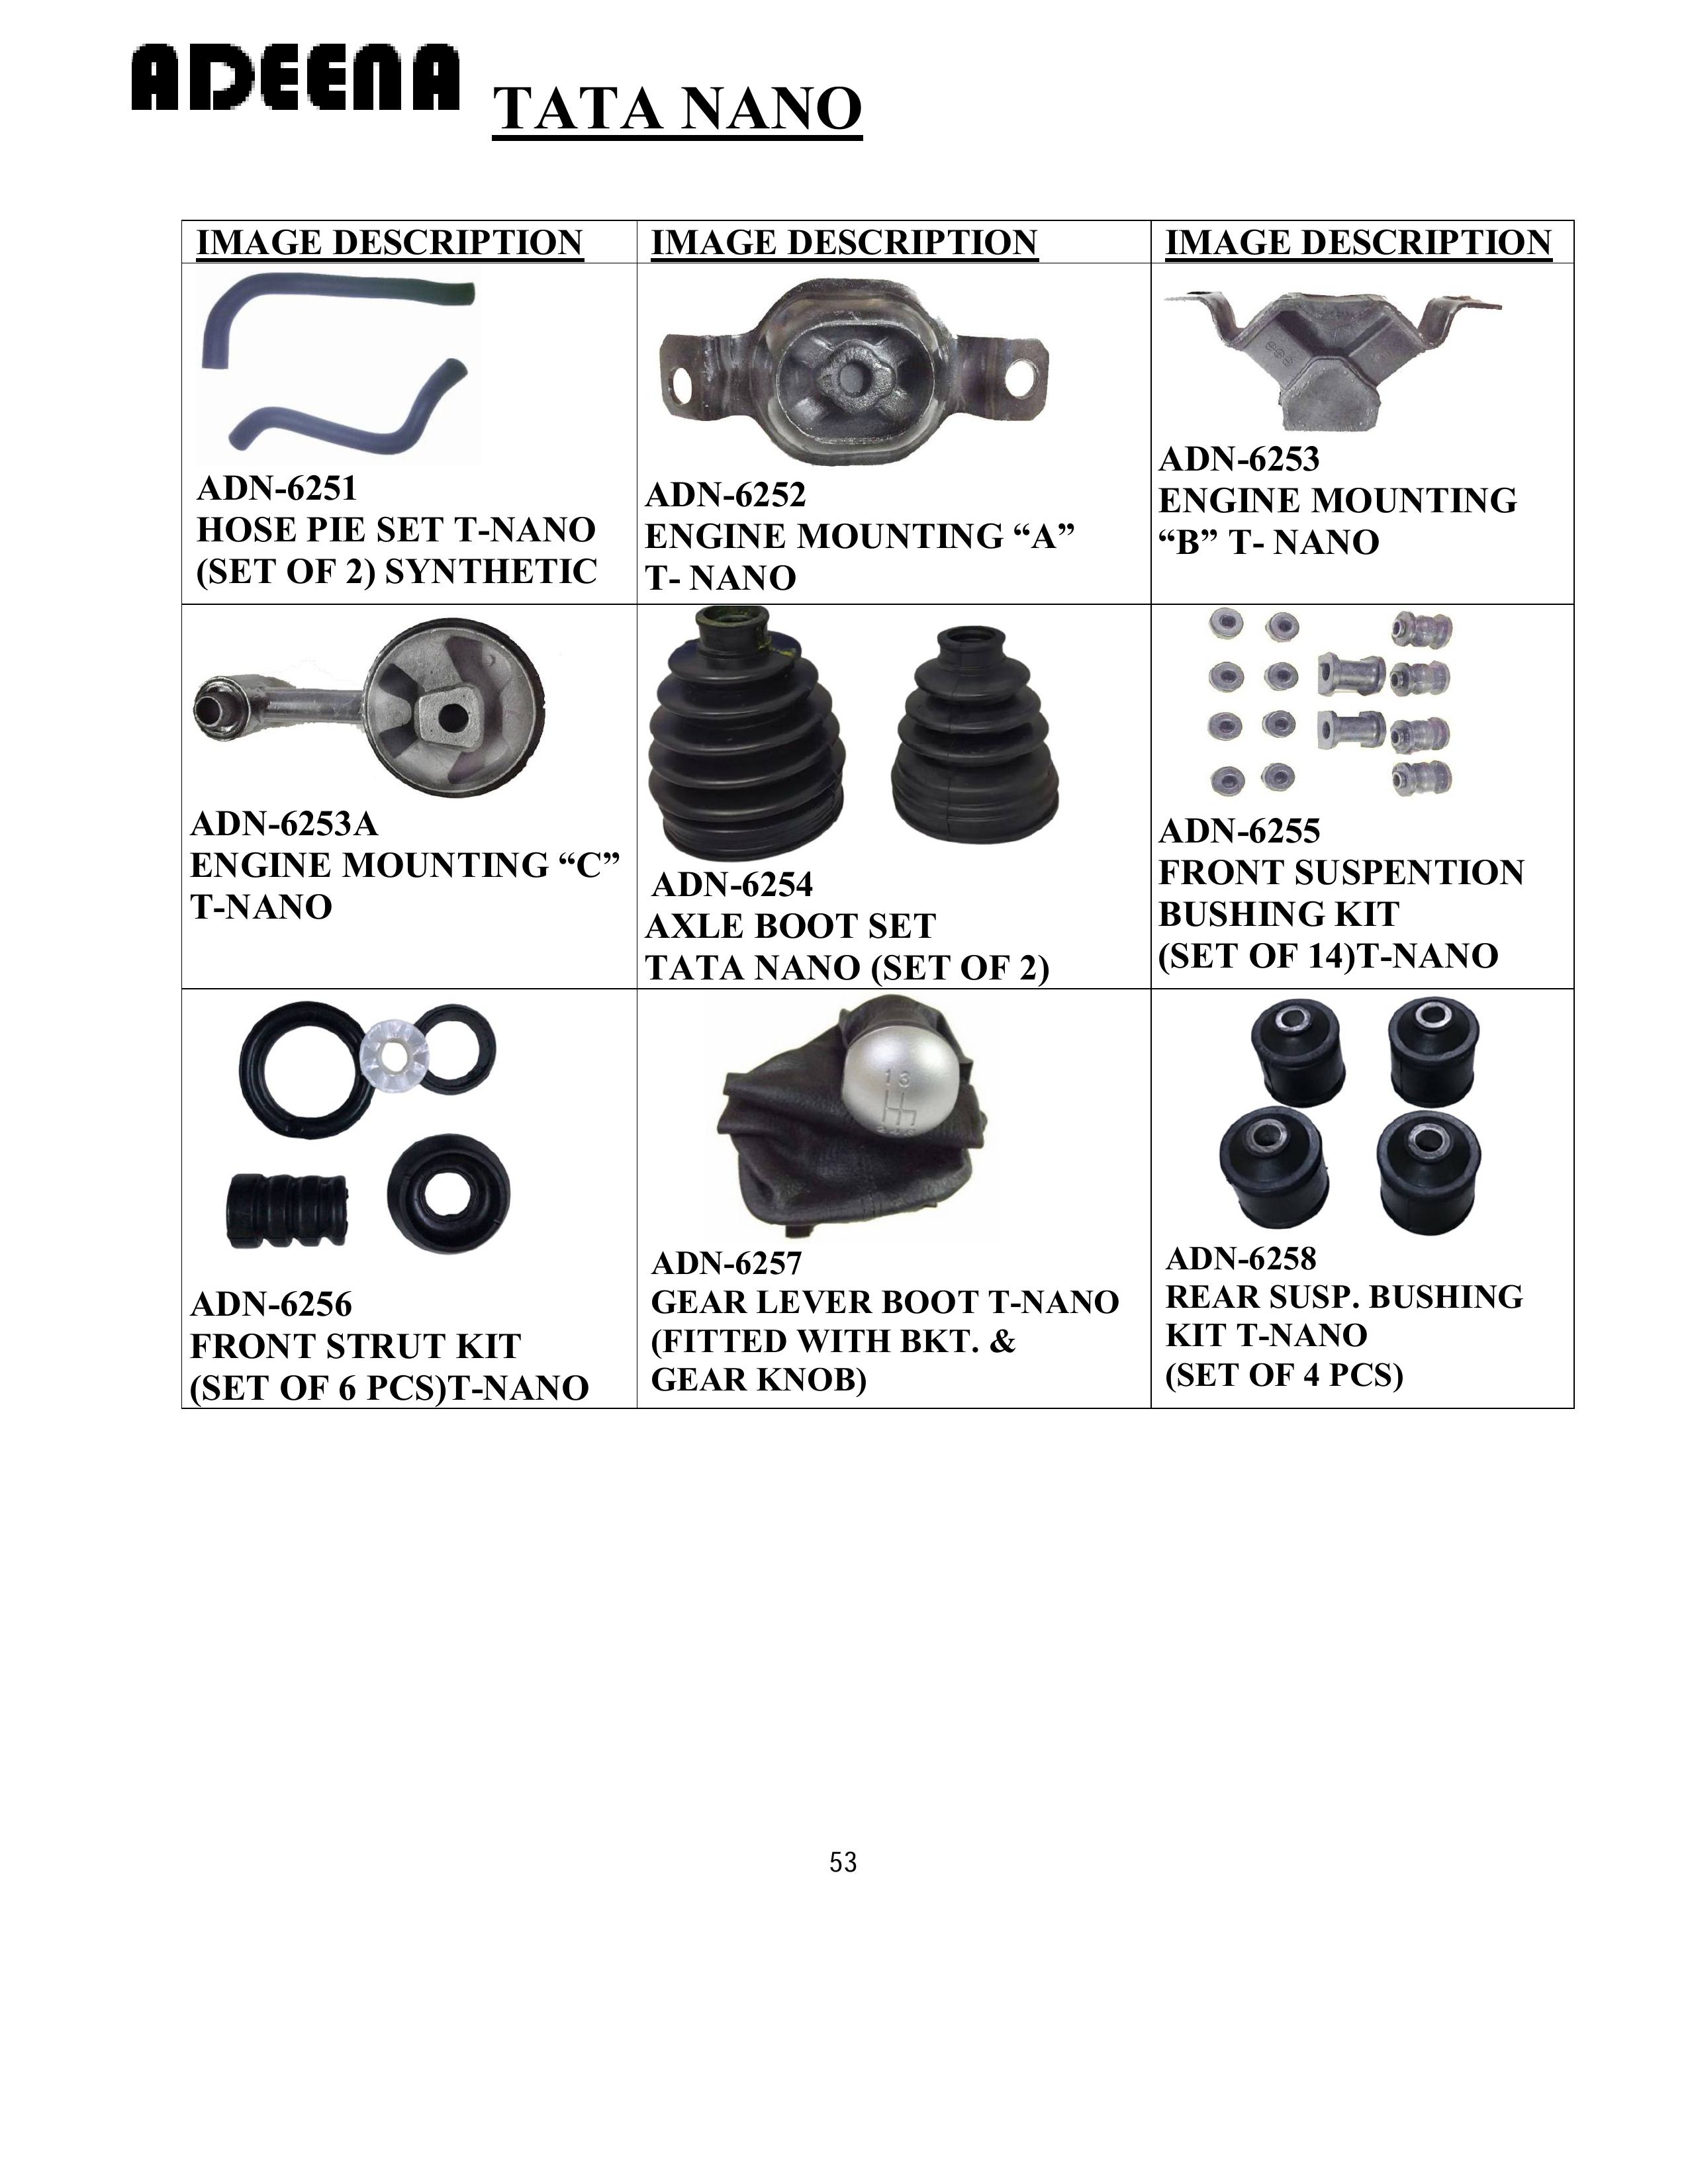 ADEENA
TATA NANO
IMAGE DESCRIPTION
IMAGE DESCRIPTION
IMAGE DESCRIPTION
ADN-6251
HOSE PIE SET T-NANO
(SET OF 2) SYNTHETIC
ADN-6252
ENGINE MOUNTING “A”
T- NANO
ADN-6253
ENGINE MOUNTING
“B” T- NANO
ADN-6253A
ENGINE MOUNTING “C”
T-NANO
ADN-6254
AXLE BOOT SET
TATA NANO (SET OF 2)
ADN-6255
FRONT SUSPENTION
BUSHING KIT
(SET OF 14)T-NANO
ADN-6256
FRONT STRUT KIT
(SET OF 6 PCS)T-NANO
1 3
ADN-6257
GEAR LEVER BOOT T-NANO
(FITTED WITH BKT. &
GEAR KNOB)
ADN-6258
REAR SUSP. BUSHING
KIT T-NANO
(SET OF 4 PCS)
53